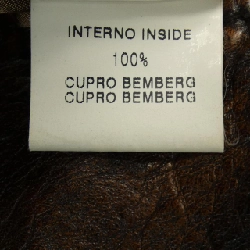 INTERNO INSIDE
100%
CUPRO BEMBERG
CUPRO BEMBERG